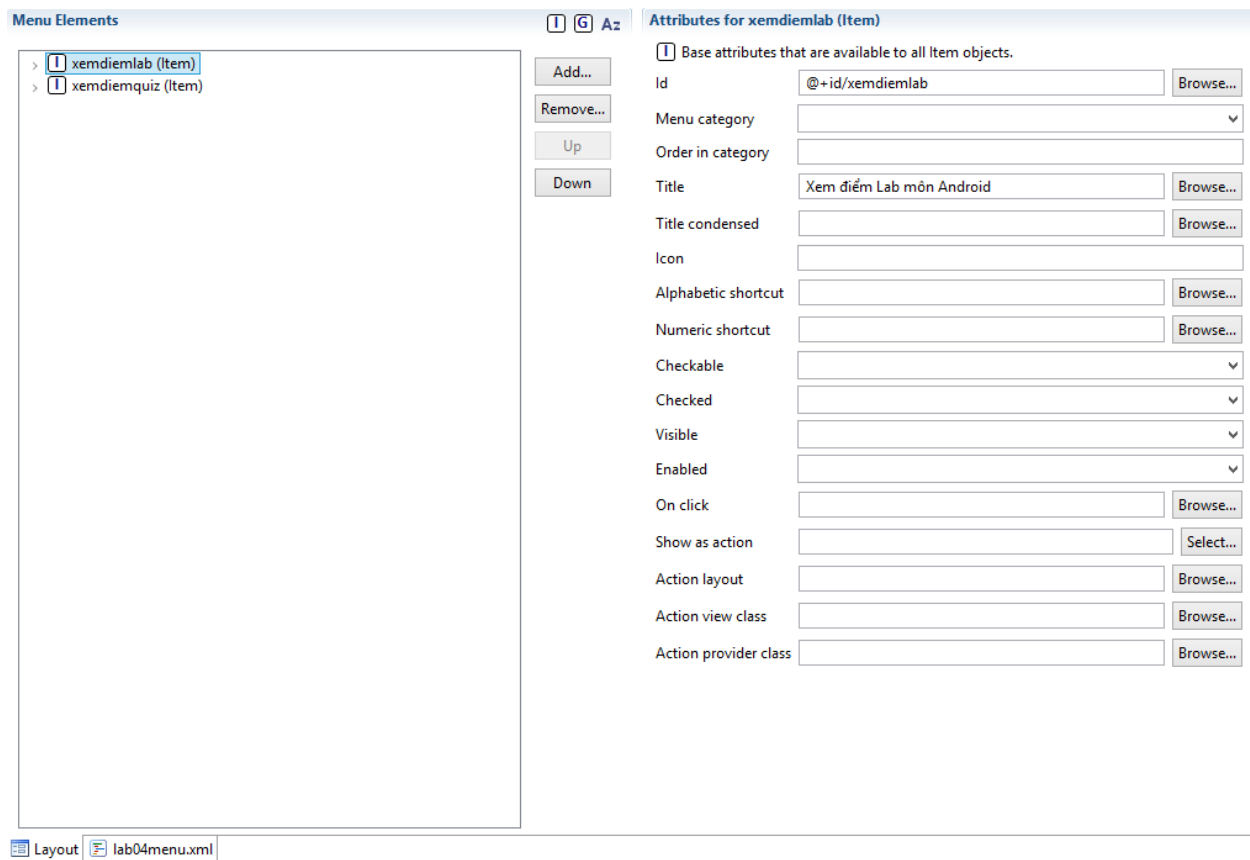 Menu Elements
I G Az
I xemdiemlab (Item)
I xemdiemquiz (Item)
Add...
Remove...
Up
Down
Attributes for xemdiemlab (Item)
I Base attributes that are available to all Item objects.
Id @+id/xemdiemlab Browse...
Menu category
Order in category
Title Xem điểm Lab môn Android Browse...
Title condensed Browse...
Icon
Alphabetic shortcut Browse...
Numeric shortcut Browse...
Checkable
Checked
Visible
Enabled
On click Browse...
Show as action Select...
Action layout Browse...
Action view class Browse...
Action provider class Browse...
Layout lab04menu.xml